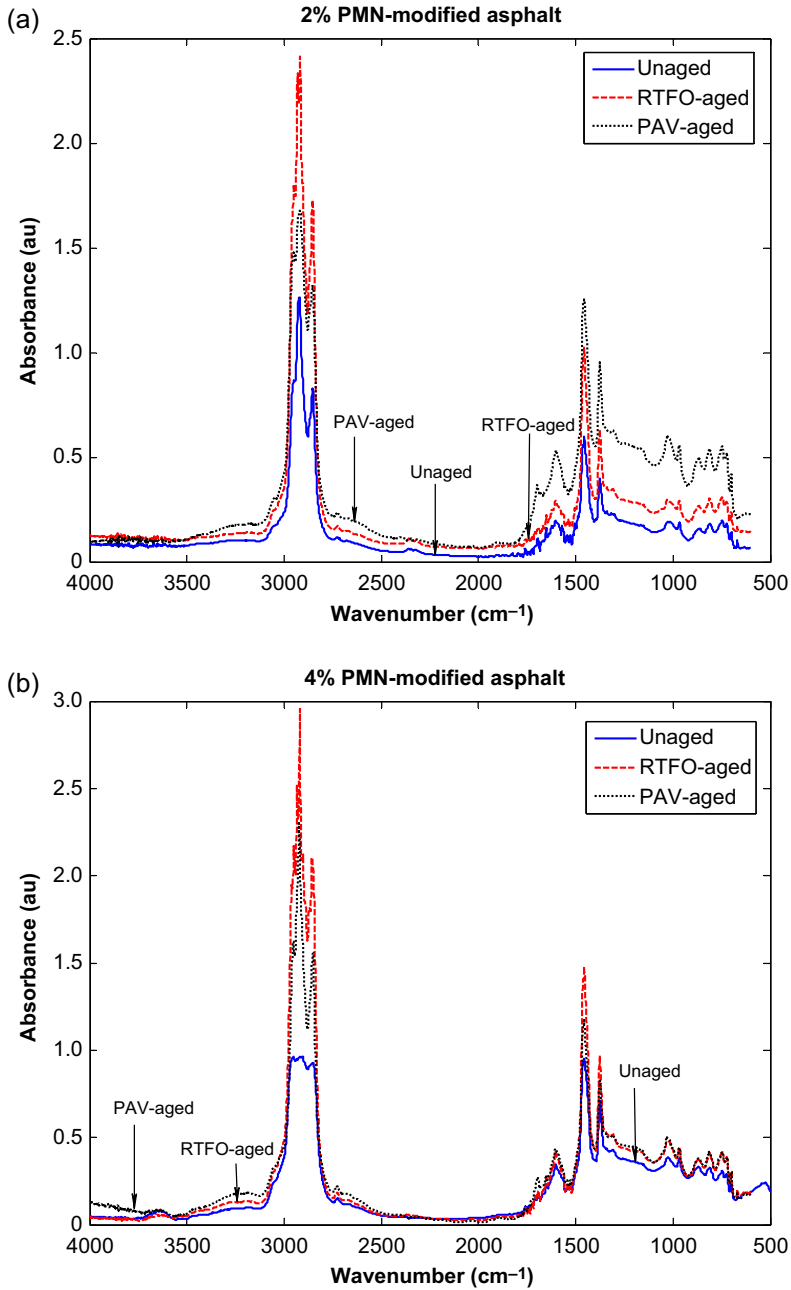 (a)
2% PMN-modified asphalt
2.5
2.0
1.5
1.0
0.5
0
Absorbance (au)
Unaged
RTFO-aged
PAV-aged
PAV-aged
Unaged
RTFO-aged
4000 3500 3000 2500 2000 1500 1000 500
Wavenumber (cm⁻¹)
(b)
4% PMN-modified asphalt
3.0
2.5
2.0
1.5
1.0
0.5
0
Absorbance (au)
Unaged
RTFO-aged
PAV-aged
PAV-aged
RTFO-aged
Unaged
4000 3500 3000 2500 2000 1500 1000 500
Wavenumber (cm⁻¹)